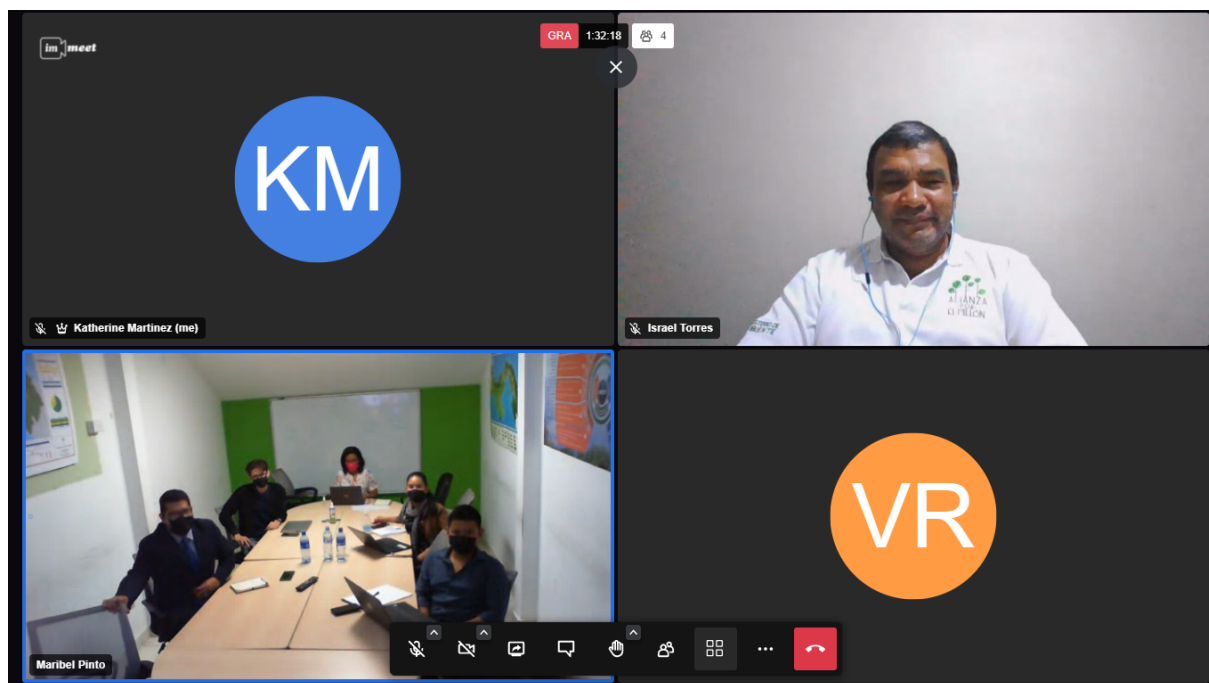 im meet
GRA 1:32:18 4
KM
Katherine Martinez (me)
ALIANZA
POR
EL PILÓN
Israel Torres
Maribel Pinto
VR